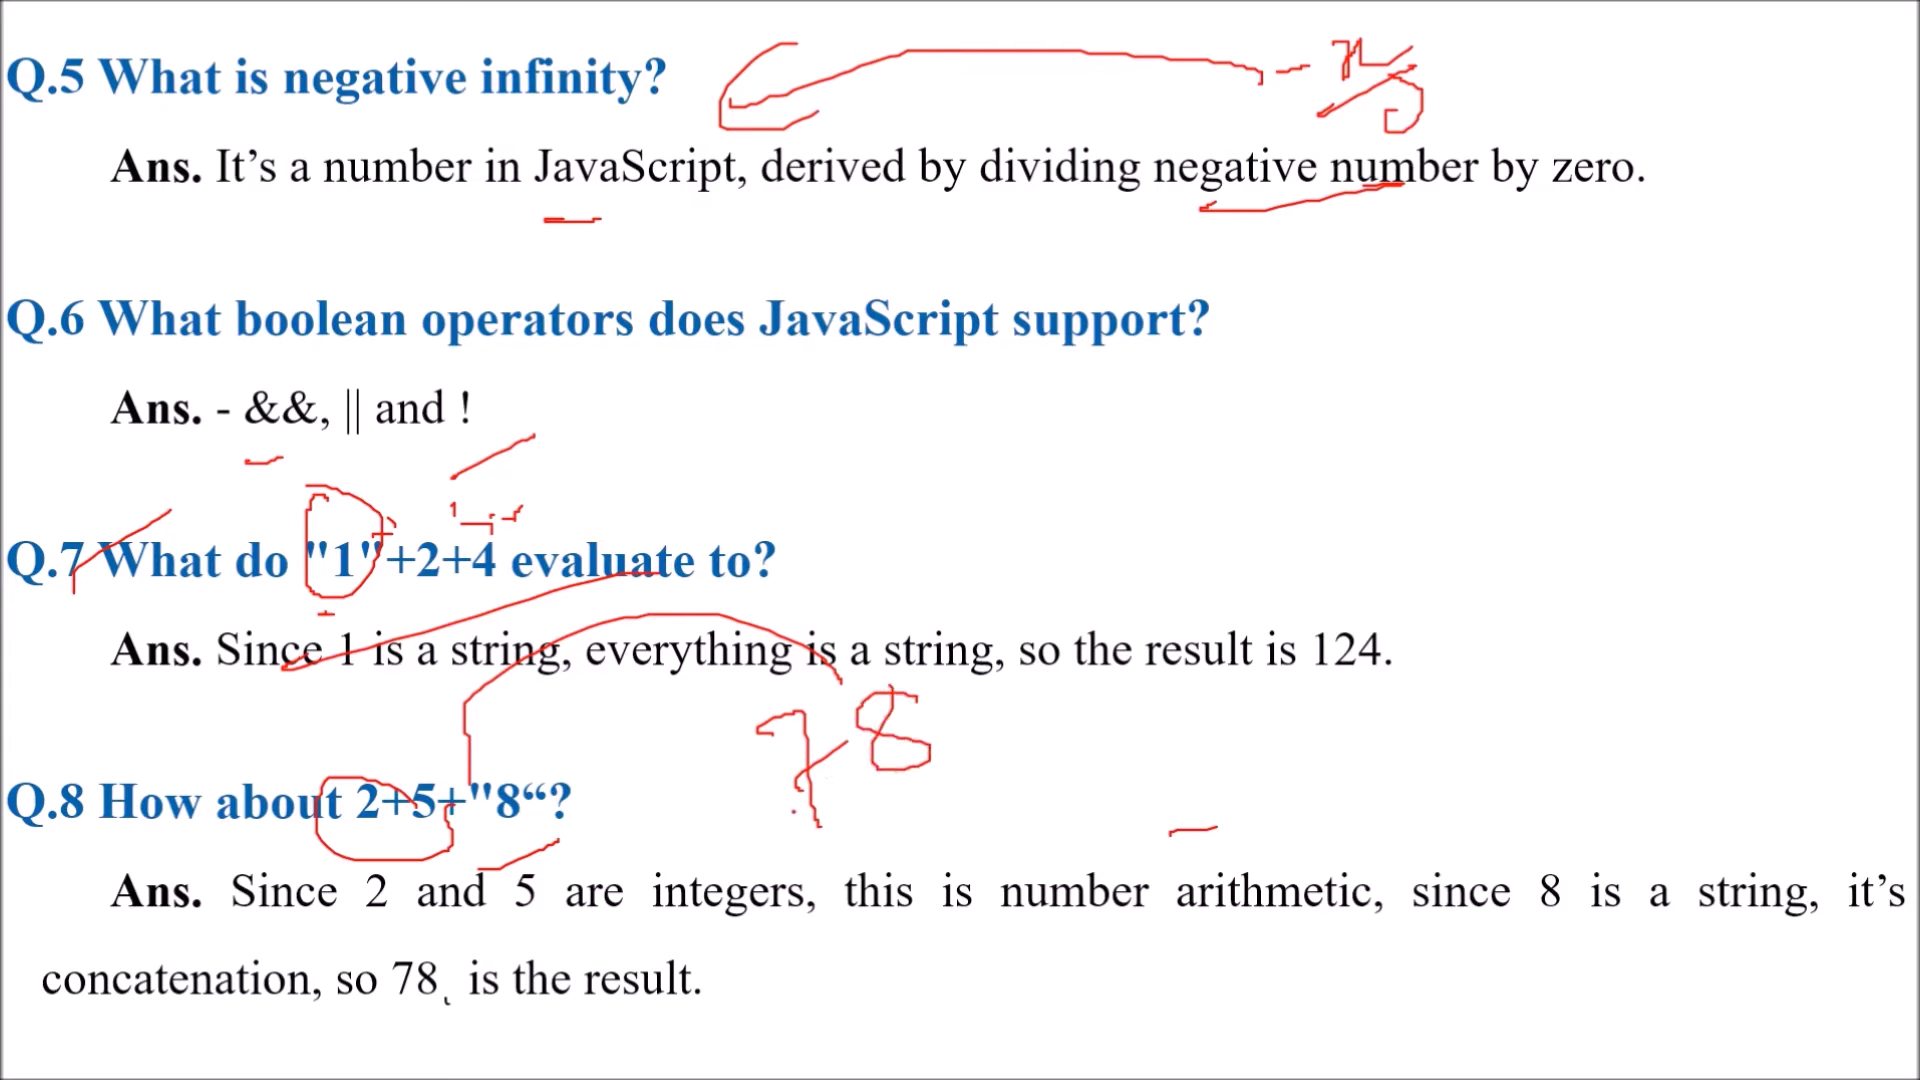 Q.5 What is negative infinity?
Ans. It’s a number in JavaScript, derived by dividing negative number by zero.
Q.6 What boolean operators does JavaScript support?
Ans. - &&, || and !
Q.7 What do "1"+2+4 evaluate to?
Ans. Since 1 is a string, everything is a string, so the result is 124.
78
Q.8 How about 2+5+"8“?
Ans. Since 2 and 5 are integers, this is number arithmetic, since 8 is a string, it’s
concatenation, so 78 is the result.